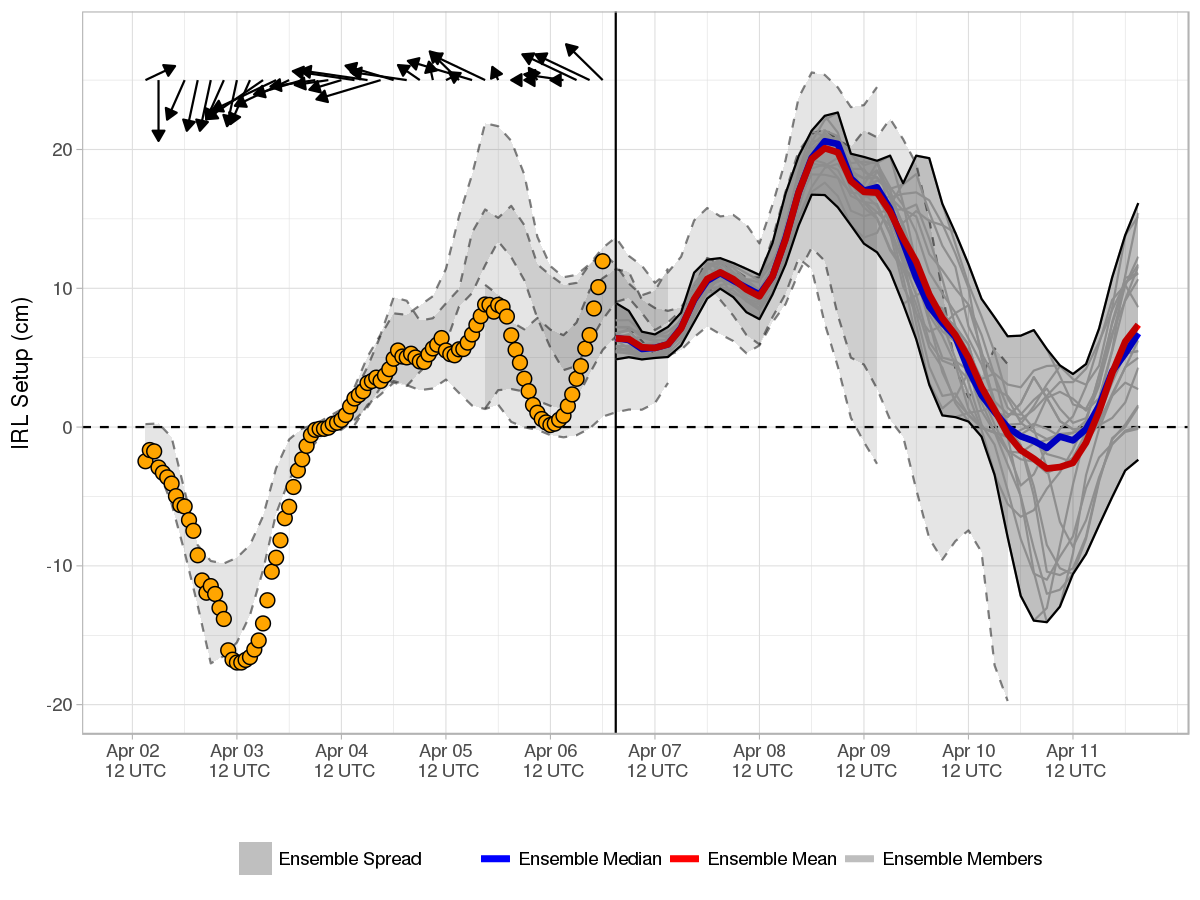 IRL Setup (cm)
20
10
0
-10
-20
Apr 02 Apr 03 Apr 04 Apr 05 Apr 06 Apr 07 Apr 08 Apr 09 Apr 10 Apr 11
12 UTC 12 UTC 12 UTC 12 UTC 12 UTC 12 UTC 12 UTC 12 UTC 12 UTC 12 UTC
Ensemble Spread Ensemble Median Ensemble Mean Ensemble Members